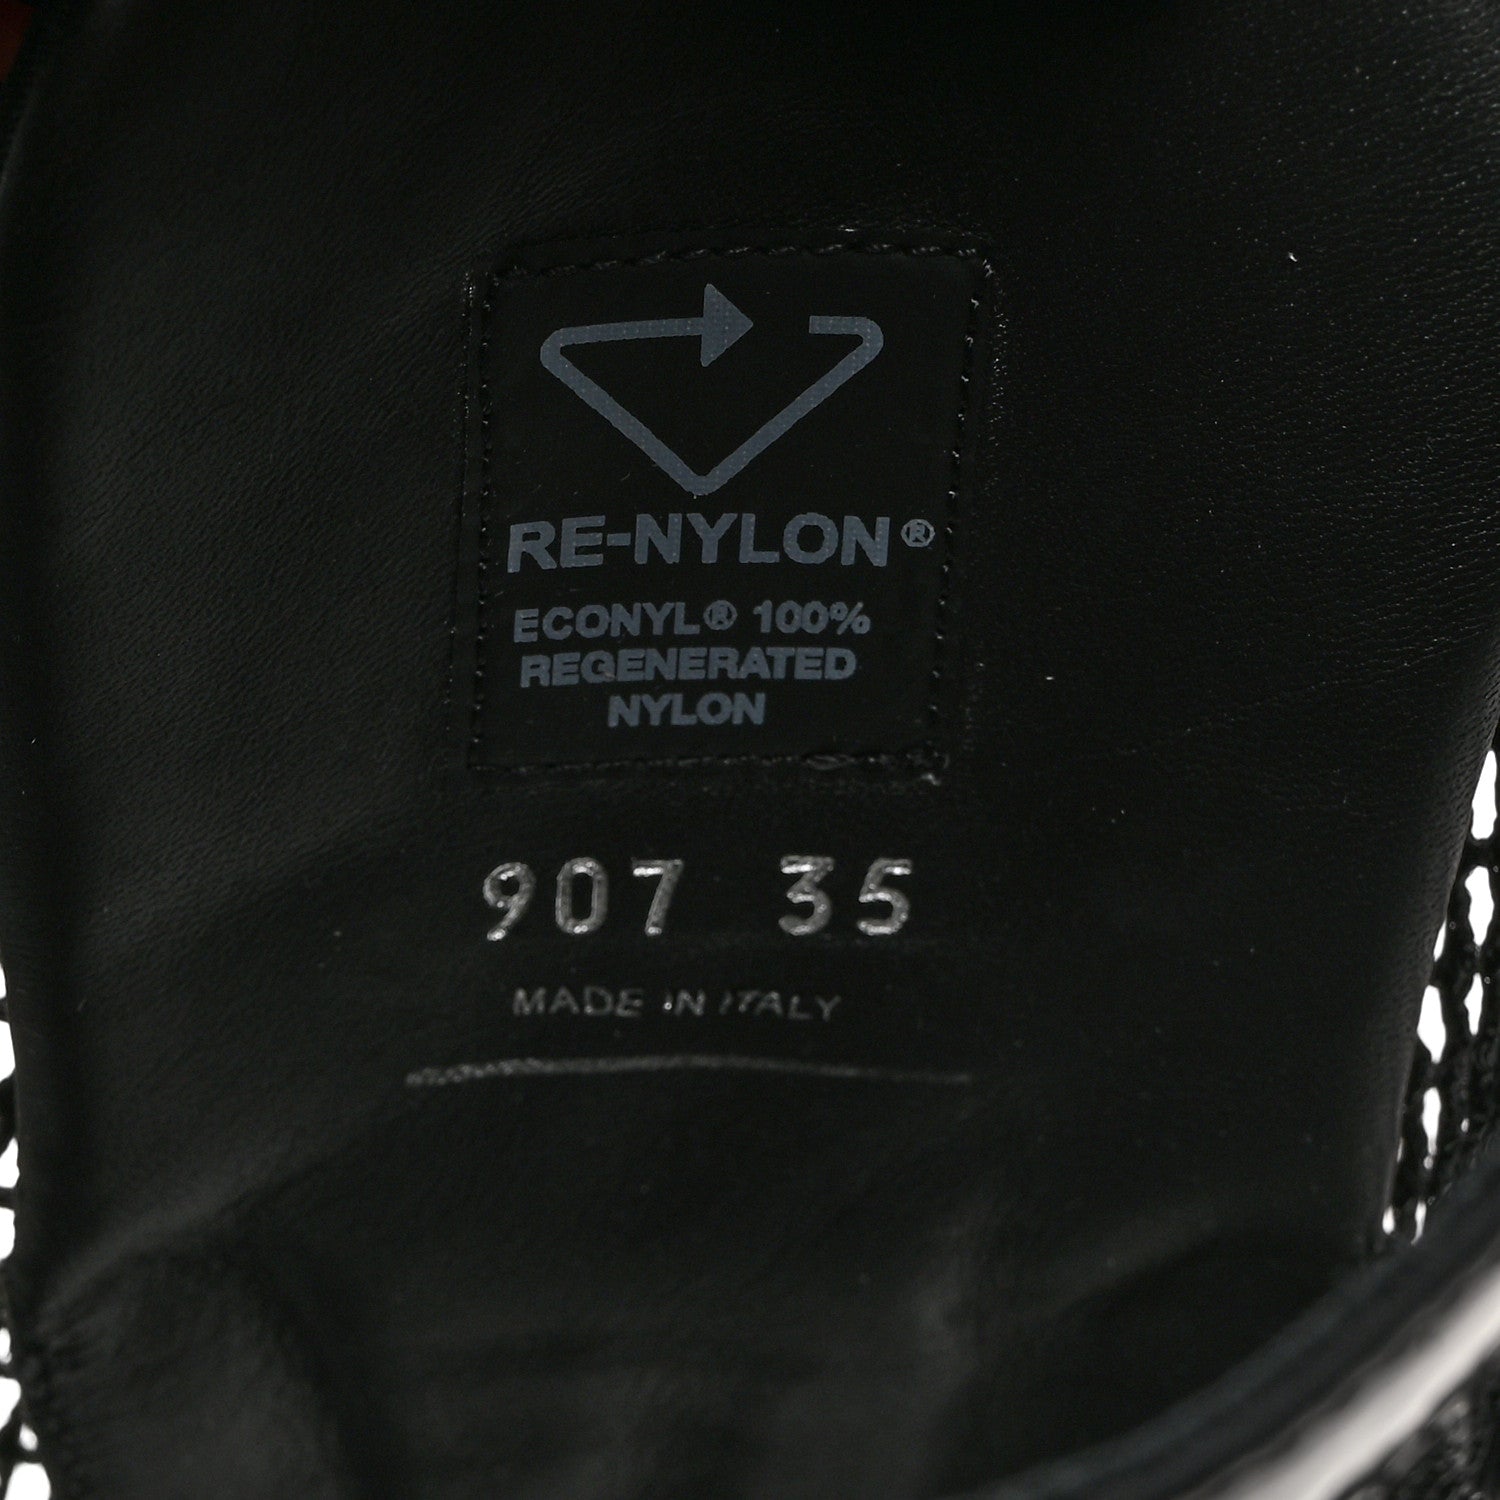 RE-NYLON®
ECONYL® 100%
REGENERATED
NYLON
907 35
MADE IN ITALY